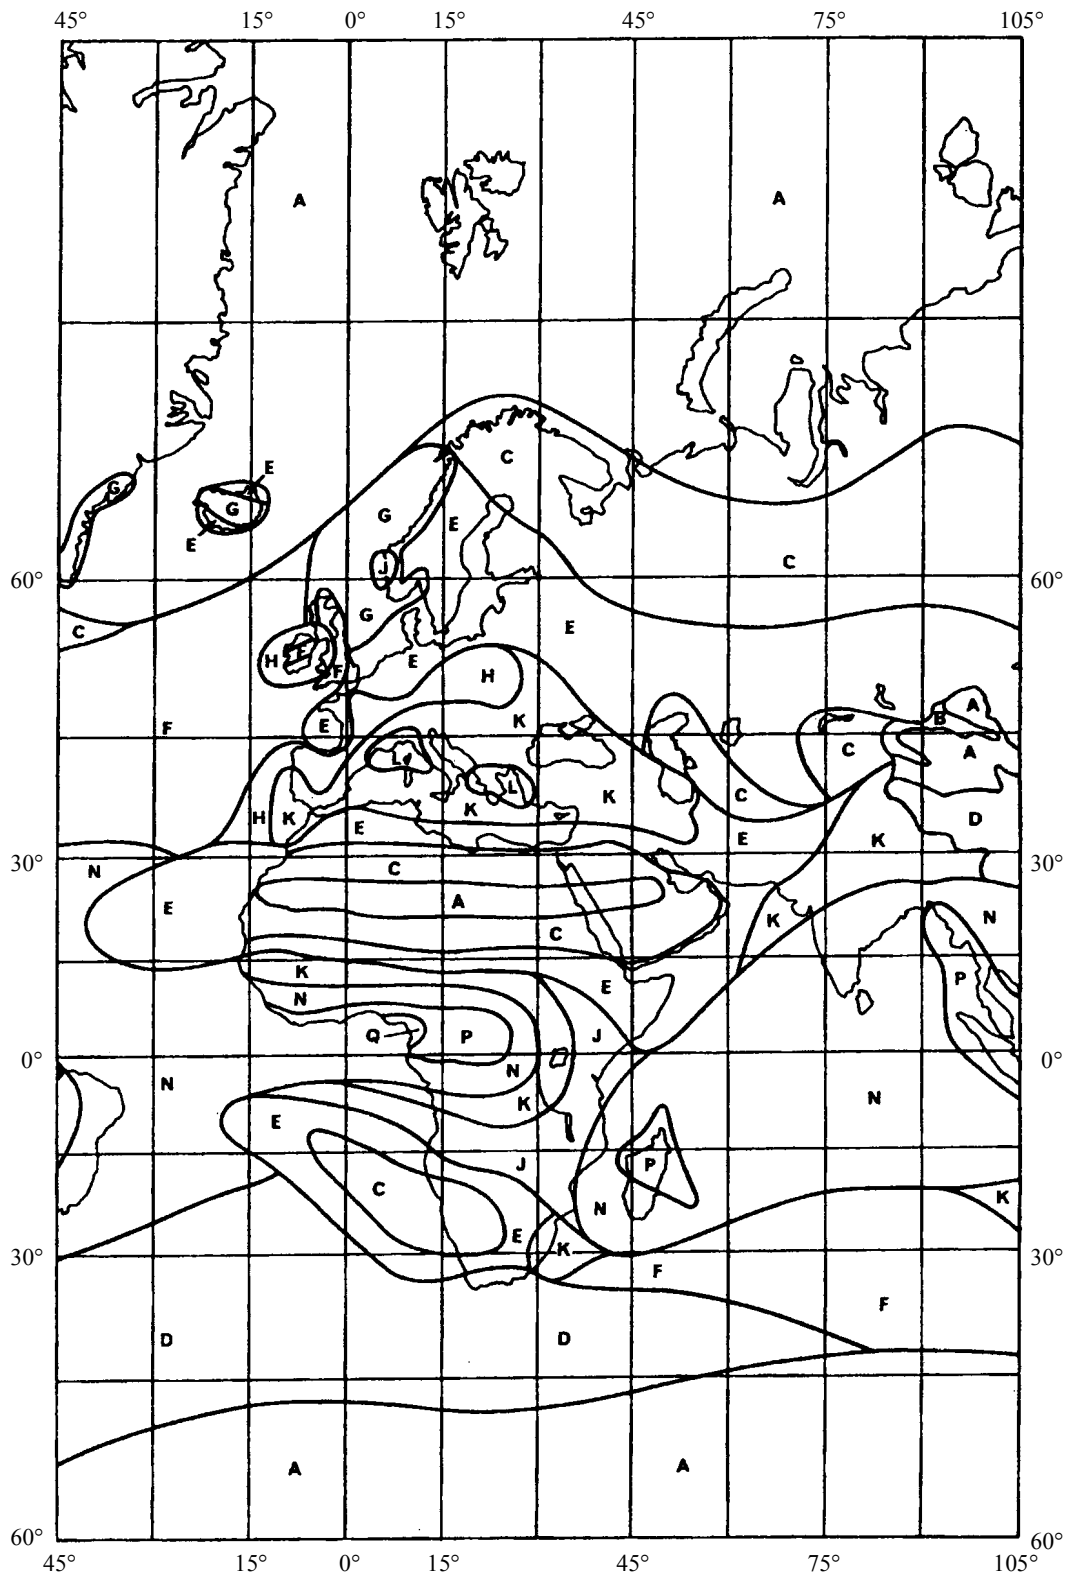 45° 15° 0° 15° 45° 75° 105°
A A
C
E
G G
E
G E
C
J
60° 60°
E
G
C
E
H E F E H
A
B
F E K
C A
L L
C
K K
H K E E K D
30° 30°
N C
A
E K N
C
K E P
N
Q P J
0° 0°
N N N
K
E
J P
C
N K
E
K
30° 30°
F
F
D D
A A
60° 60°
45° 15° 0° 15° 45° 75° 105°